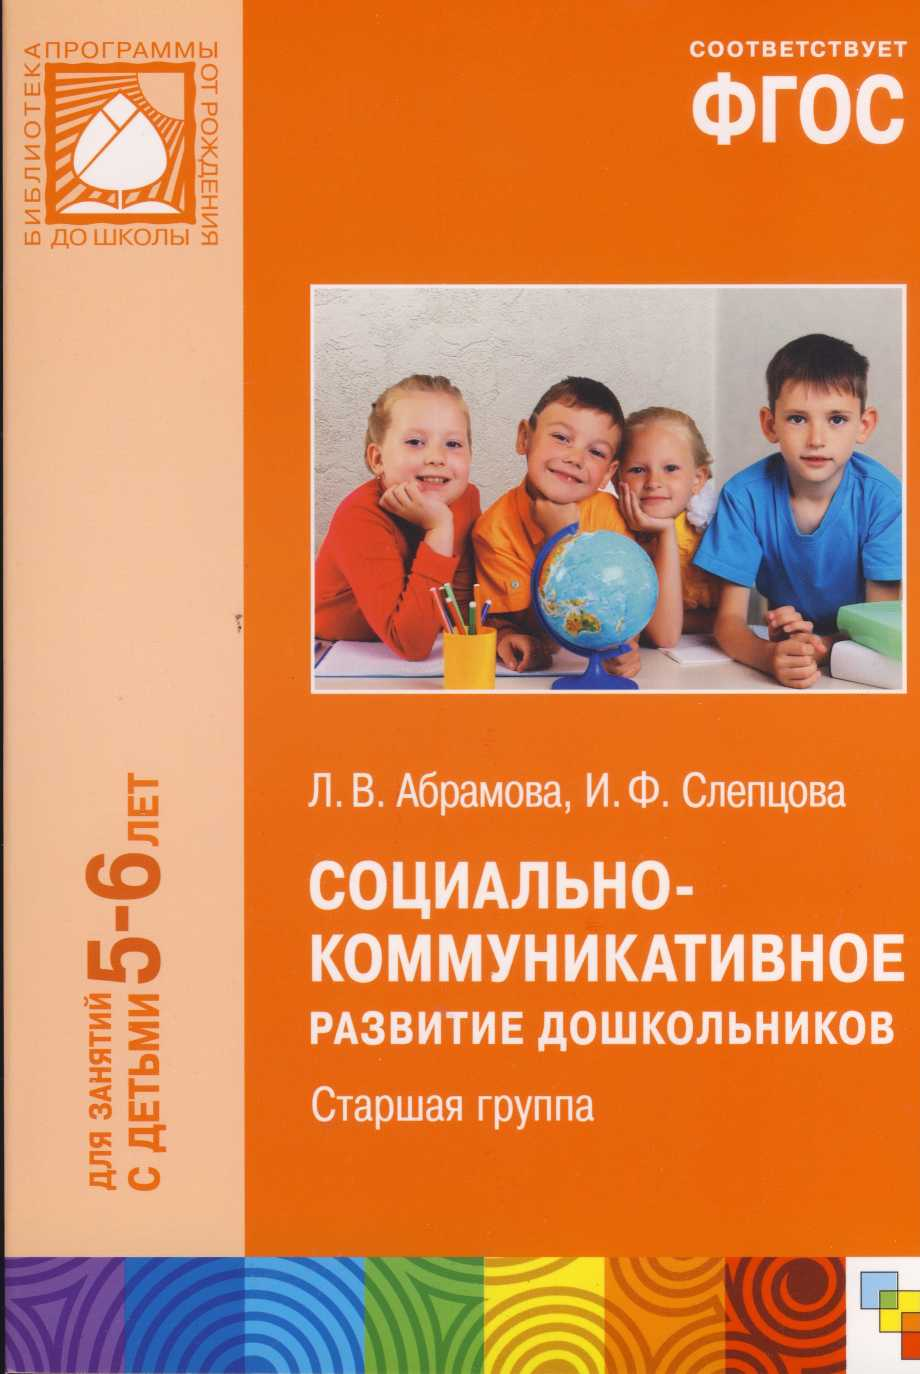 БИБЛИОТЕКА
ПРОГРАММЫ
ОТ РОЖДЕНИЯ
ДО ШКОЛЫ
СООТВЕТСТВУЕТ
ФГОС
Л. В. Абрамова, И. Ф. Слепцова
СОЦИАЛЬНО-
КОММУНИКАТИВНОЕ
РАЗВИТИЕ ДОШКОЛЬНИКОВ
Старшая группа
ДЛЯ ЗАНЯТИЙ
С ДЕТЬМИ 5-6 ЛЕТ